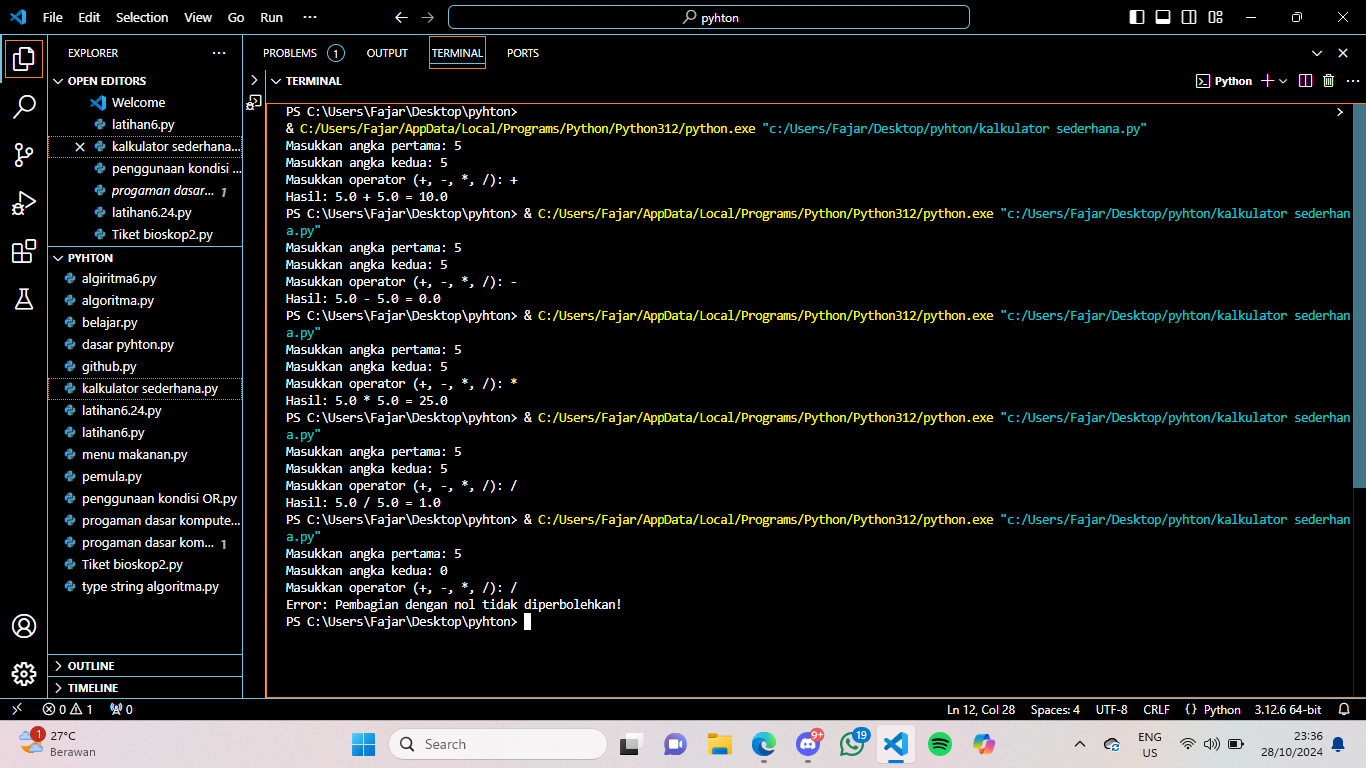 File Edit Selection View Go Run ··· pyhton
EXPLORER ···
OPEN EDITORS
Welcome
latihan6.py
kalkulator sederhana...
penggunaan kondisi ...
progaman dasar... 1
latihan6.24.py
Tiket bioskop2.py
PYHTON
algiritma6.py
algoritma.py
belajar.py
dasar pyhton.py
github.py
kalkulator sederhana.py
latihan6.24.py
latihan6.py
menu makanan.py
pemula.py
penggunaan kondisi OR.py
progaman dasar kompute...
progaman dasar kom... 1
Tiket bioskop2.py
type string algoritma.py
OUTLINE
TIMELINE
PROBLEMS 1 OUTPUT TERMINAL PORTS
TERMINAL
Python
PS C:\Users\Fajar\Desktop\pyhton>
& C:/Users/Fajar/AppData/Local/Programs/Python/Python312/python.exe "c:/Users/Fajar/Desktop/pyhton/kalkulator sederhana.py"
Masukkan angka pertama: 5
Masukkan angka kedua: 5
Masukkan operator (+, -, *, /): +
Hasil: 5.0 + 5.0 = 10.0
PS C:\Users\Fajar\Desktop\pyhton> & C:/Users/Fajar/AppData/Local/Programs/Python/Python312/python.exe "c:/Users/Fajar/Desktop/pyhton/kalkulator sederhan
a.py"
Masukkan angka pertama: 5
Masukkan angka kedua: 5
Masukkan operator (+, -, *, /): -
Hasil: 5.0 - 5.0 = 0.0
PS C:\Users\Fajar\Desktop\pyhton> & C:/Users/Fajar/AppData/Local/Programs/Python/Python312/python.exe "c:/Users/Fajar/Desktop/pyhton/kalkulator sederhan
a.py"
Masukkan angka pertama: 5
Masukkan angka kedua: 5
Masukkan operator (+, -, *, /): *
Hasil: 5.0 * 5.0 = 25.0
PS C:\Users\Fajar\Desktop\pyhton> & C:/Users/Fajar/AppData/Local/Programs/Python/Python312/python.exe "c:/Users/Fajar/Desktop/pyhton/kalkulator sederhan
a.py"
Masukkan angka pertama: 5
Masukkan angka kedua: 5
Masukkan operator (+, -, *, /): /
Hasil: 5.0 / 5.0 = 1.0
PS C:\Users\Fajar\Desktop\pyhton> & C:/Users/Fajar/AppData/Local/Programs/Python/Python312/python.exe "c:/Users/Fajar/Desktop/pyhton/kalkulator sederhan
a.py"
Masukkan angka pertama: 5
Masukkan angka kedua: 0
Masukkan operator (+, -, *, /): /
Error: Pembagian dengan nol tidak diperbolehkan!
PS C:\Users\Fajar\Desktop\pyhton>
0 1 0 Ln 12, Col 28 Spaces: 4 UTF-8 CRLF {} Python 3.12.6 64-bit
1 27°C
Berawan
Search
9+
19
ENG
US
23:36
28/10/2024